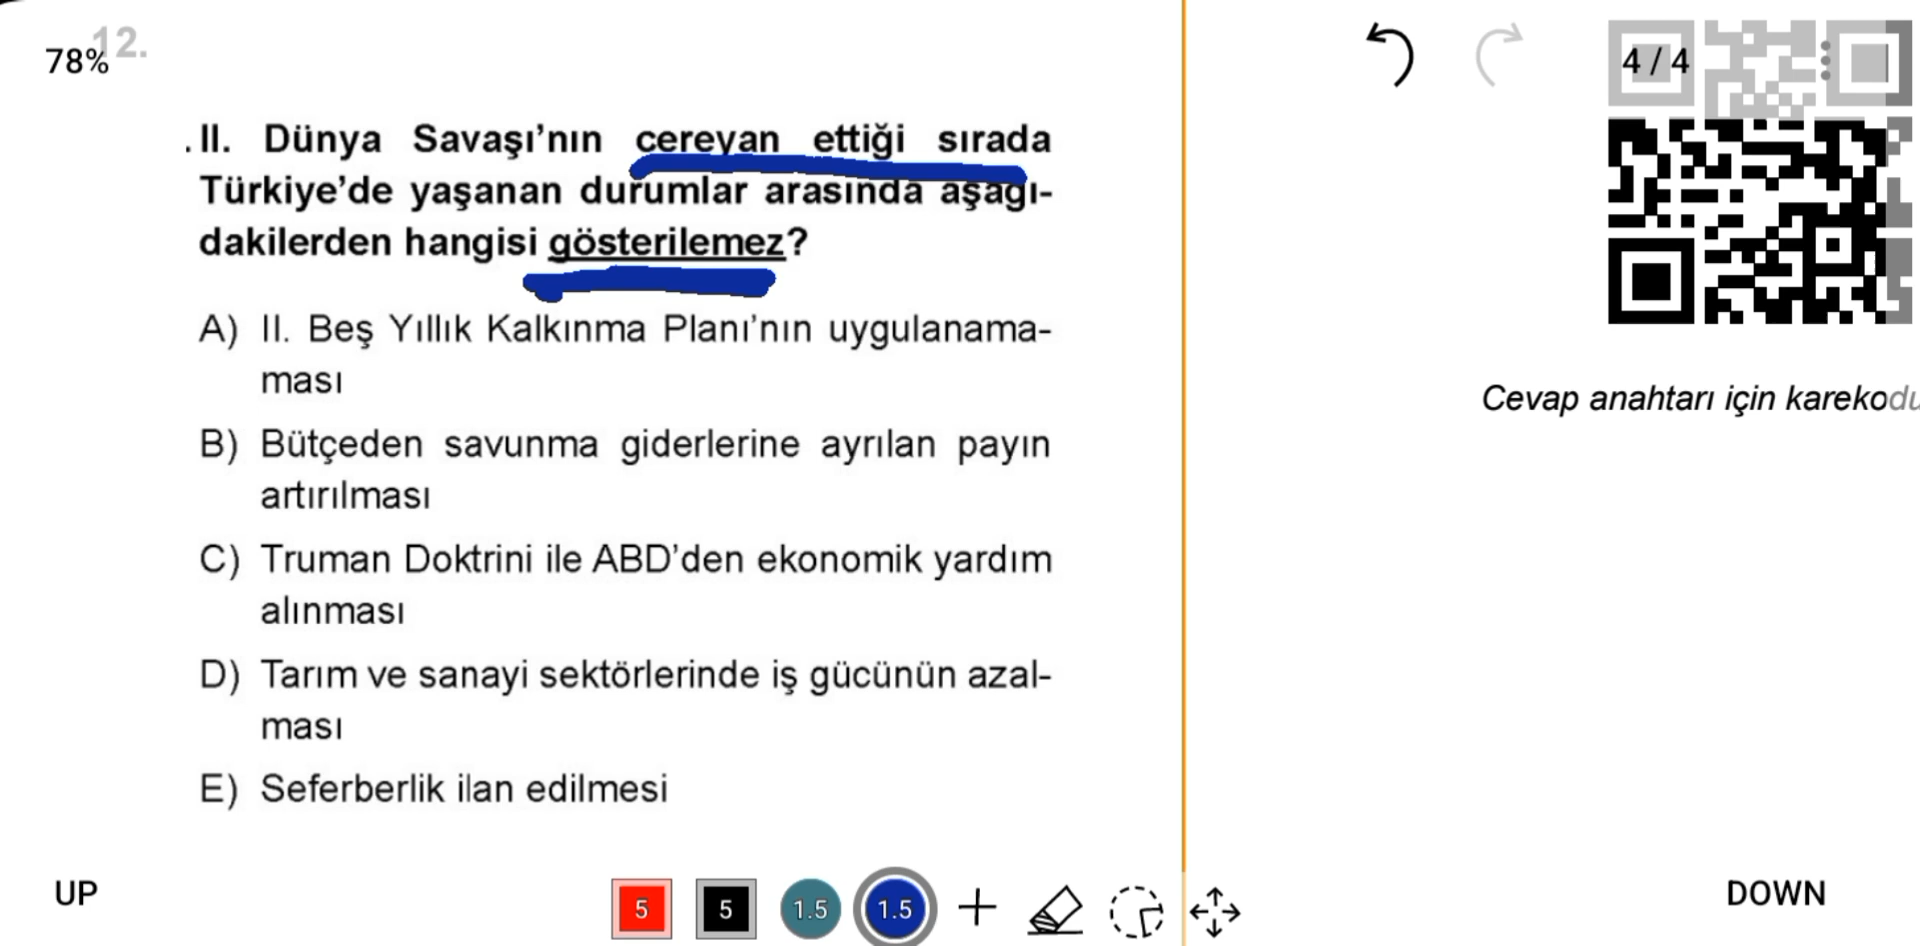 78%
12.
4 / 4
.II. Dünya Savaşı'nın cereyan ettiği sırada
Türkiye'de yaşanan durumlar arasında aşağı-
dakilerden hangisi gösterilemez?
A) II. Beş Yıllık Kalkınma Planı'nın uygulanama-
ması
B) Bütçeden savunma giderlerine ayrılan payın
artırılması
C) Truman Doktrini ile ABD'den ekonomik yardım
alınması
D) Tarım ve sanayi sektörlerinde iş gücünün azal-
ması
E) Seferberlik ilan edilmesi
Cevap anahtarı için karekodu
UP
5
5
1.5
1.5
DOWN